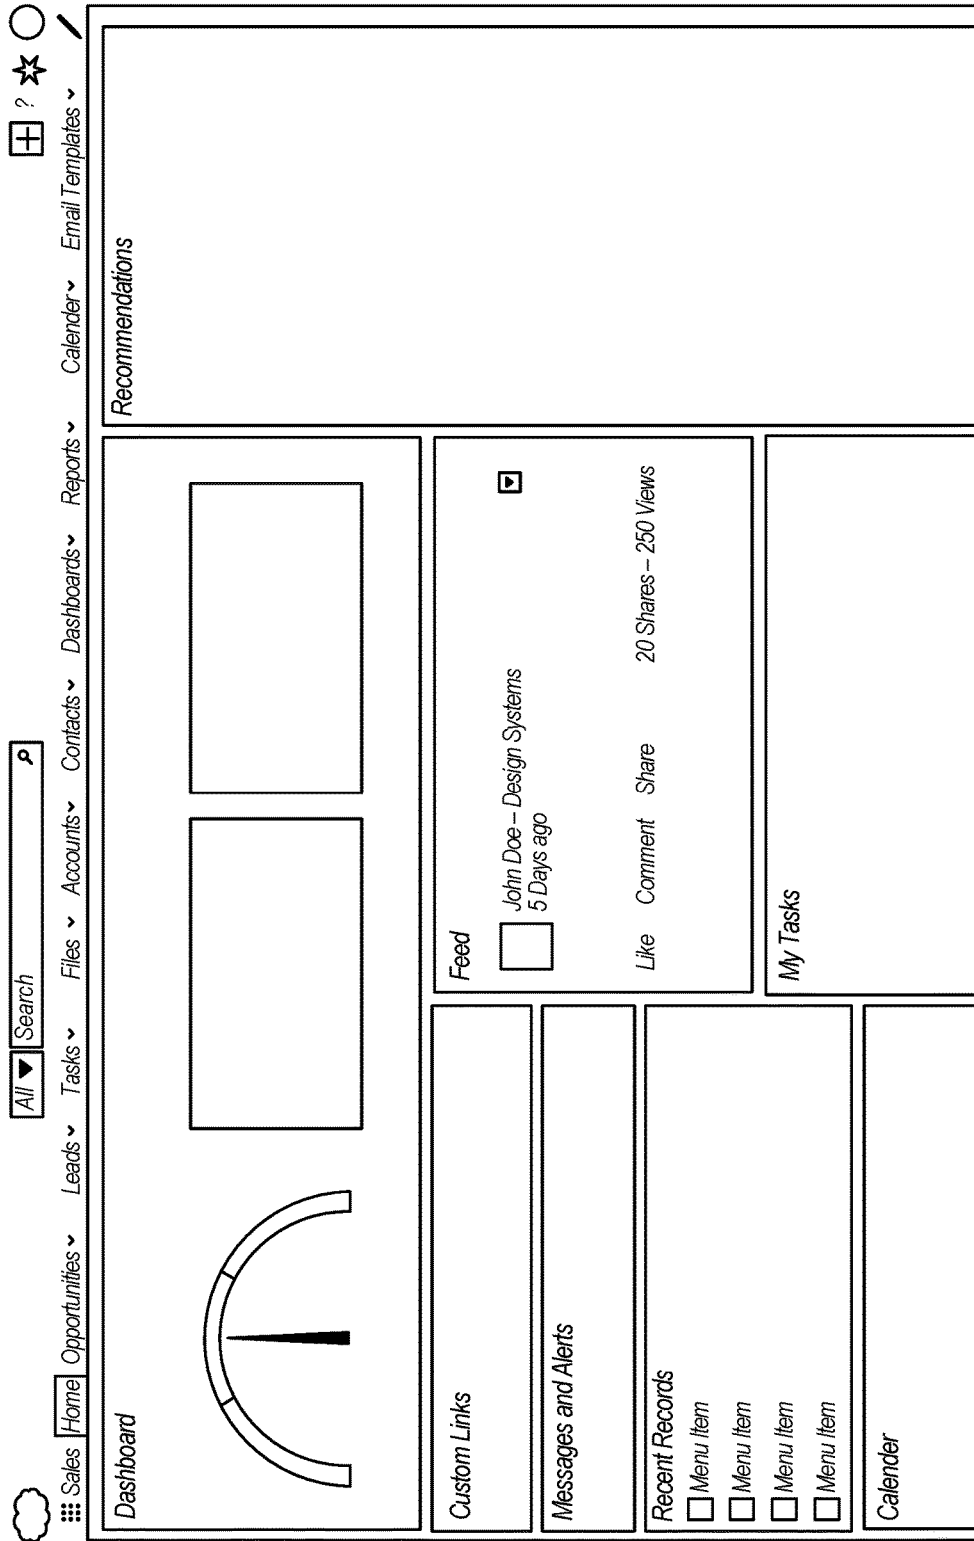 All Search
?
Sales Home Opportunities Leads Tasks Files Accounts Contacts Dashboards Reports Calender Email Templates
Dashboard
Recommendations
Custom Links
Messages and Alerts
Recent Records
Menu Item
Menu Item
Menu Item
Menu Item
Calender
Feed
John Doe – Design Systems
5 Days ago
Like Comment Share 20 Shares – 250 Views
My Tasks